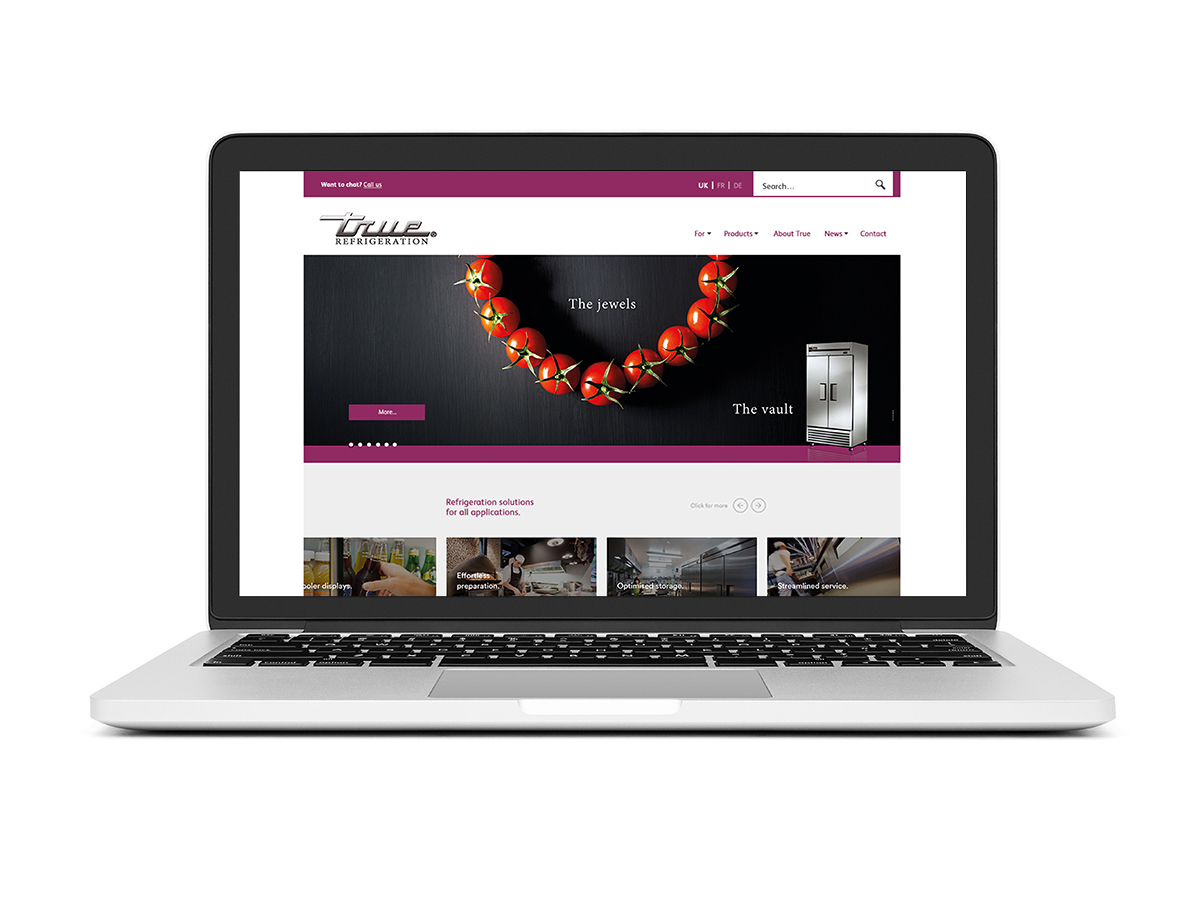 Want to chat? Call us
UK | FR | DE
Search...
true®
REFRIGERATION
For
Products
About True
News
Contact
The jewels
The vault
More...
Refrigeration solutions
for all applications.
Click for more
ooler displays.
Effortless
preparation.
Optimised storage.
Streamlined service.
control
option